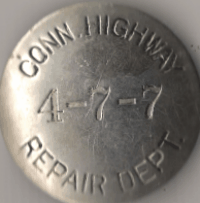 CONN. HIGHWAY
4-7-7
REPAIR DEPT.